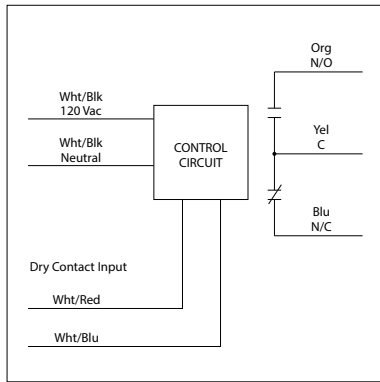 Org
N/O
Wht/Blk
120 Vac
Yel
C
Wht/Blk
Neutral
CONTROL
CIRCUIT
Blu
N/C
Dry Contact Input
Wht/Red
Wht/Blu